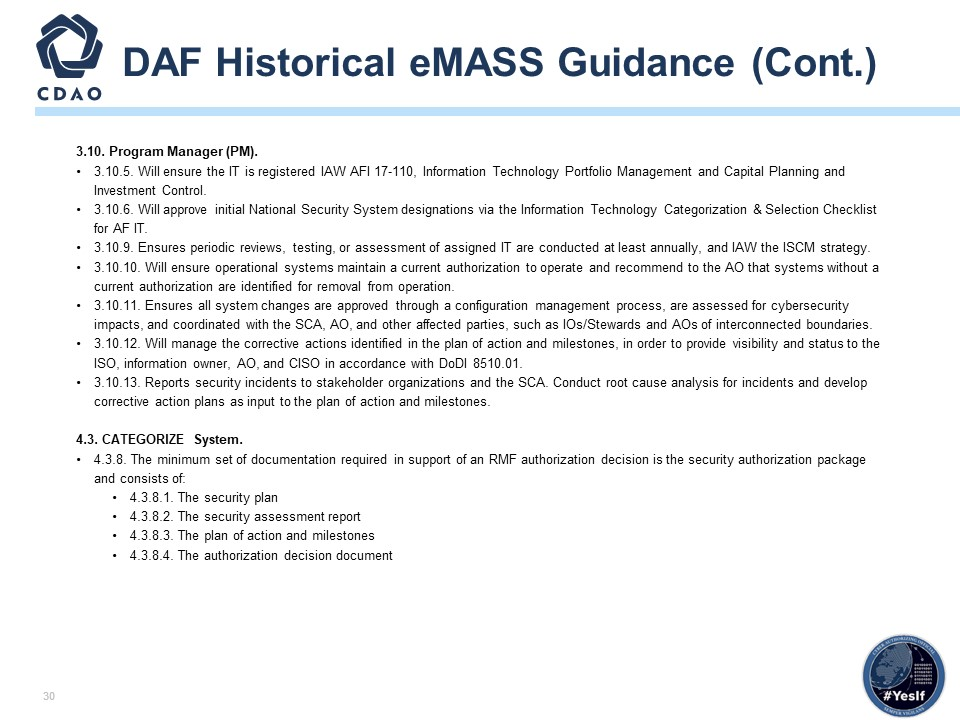 CDAO
DAF Historical eMASS Guidance (Cont.)
3.10. Program Manager (PM).
• 3.10.5. Will ensure the IT is registered IAW AFI 17-110, Information Technology Portfolio Management and Capital Planning and
Investment Control.
• 3.10.6. Will approve initial National Security System designations via the Information Technology Categorization & Selection Checklist
for AF IT.
• 3.10.9. Ensures periodic reviews, testing, or assessment of assigned IT are conducted at least annually, and IAW the ISCM strategy.
• 3.10.10. Will ensure operational systems maintain a current authorization to operate and recommend to the AO that systems without a
current authorization are identified for removal from operation.
• 3.10.11. Ensures all system changes are approved through a configuration management process, are assessed for cybersecurity
impacts, and coordinated with the SCA, AO, and other affected parties, such as IOs/Stewards and AOs of interconnected boundaries.
• 3.10.12. Will manage the corrective actions identified in the plan of action and milestones, in order to provide visibility and status to the
ISO, information owner, AO, and CISO in accordance with DoDI 8510.01.
• 3.10.13. Reports security incidents to stakeholder organizations and the SCA. Conduct root cause analysis for incidents and develop
corrective action plans as input to the plan of action and milestones.
4.3. CATEGORIZE System.
• 4.3.8. The minimum set of documentation required in support of an RMF authorization decision is the security authorization package
and consists of:
• 4.3.8.1. The security plan
• 4.3.8.2. The security assessment report
• 4.3.8.3. The plan of action and milestones
• 4.3.8.4. The authorization decision document
30
#YesIf